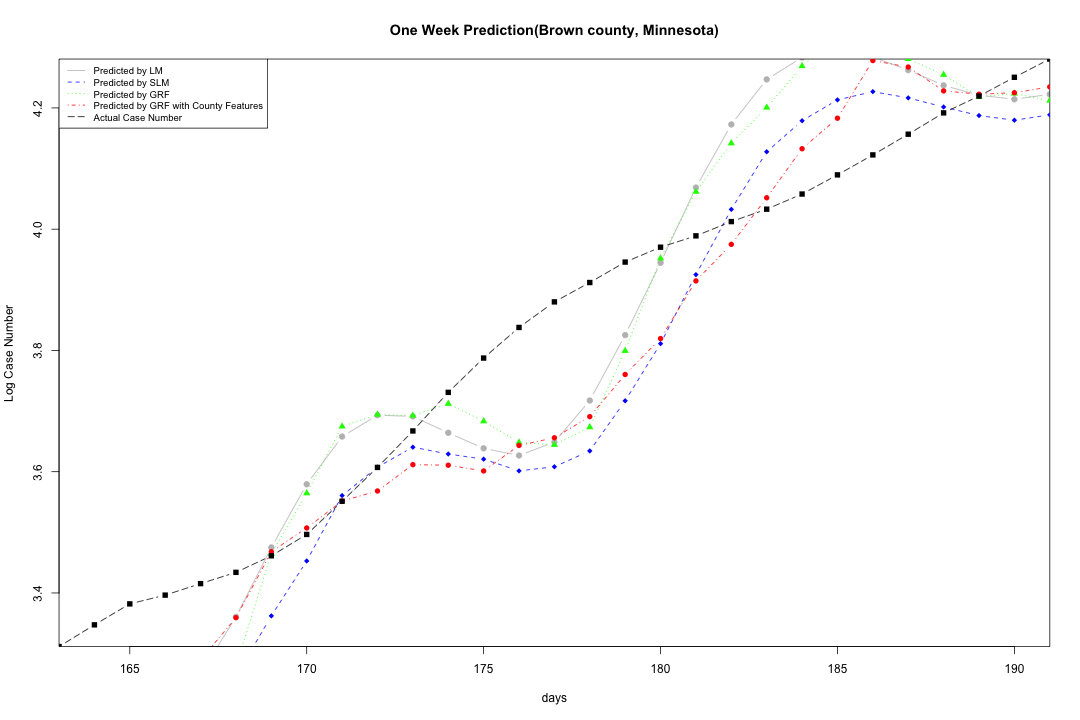 One Week Prediction(Brown county, Minnesota)
Predicted by LM
Predicted by SLM
Predicted by GRF
Predicted by GRF with County Features
Actual Case Number
Log Case Number
4.2
4.0
3.8
3.6
3.4
165 170 175 180 185 190
days